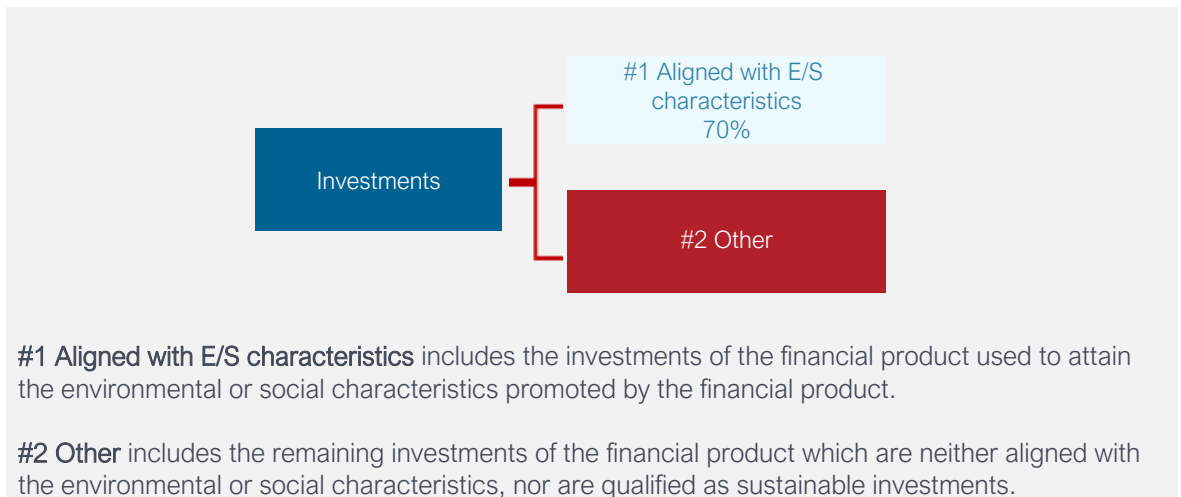 #1 Aligned with E/S
characteristics
70%
Investments
#2 Other
#1 Aligned with E/S characteristics includes the investments of the financial product used to attain
the environmental or social characteristics promoted by the financial product.
#2 Other includes the remaining investments of the financial product which are neither aligned with
the environmental or social characteristics, nor are qualified as sustainable investments.